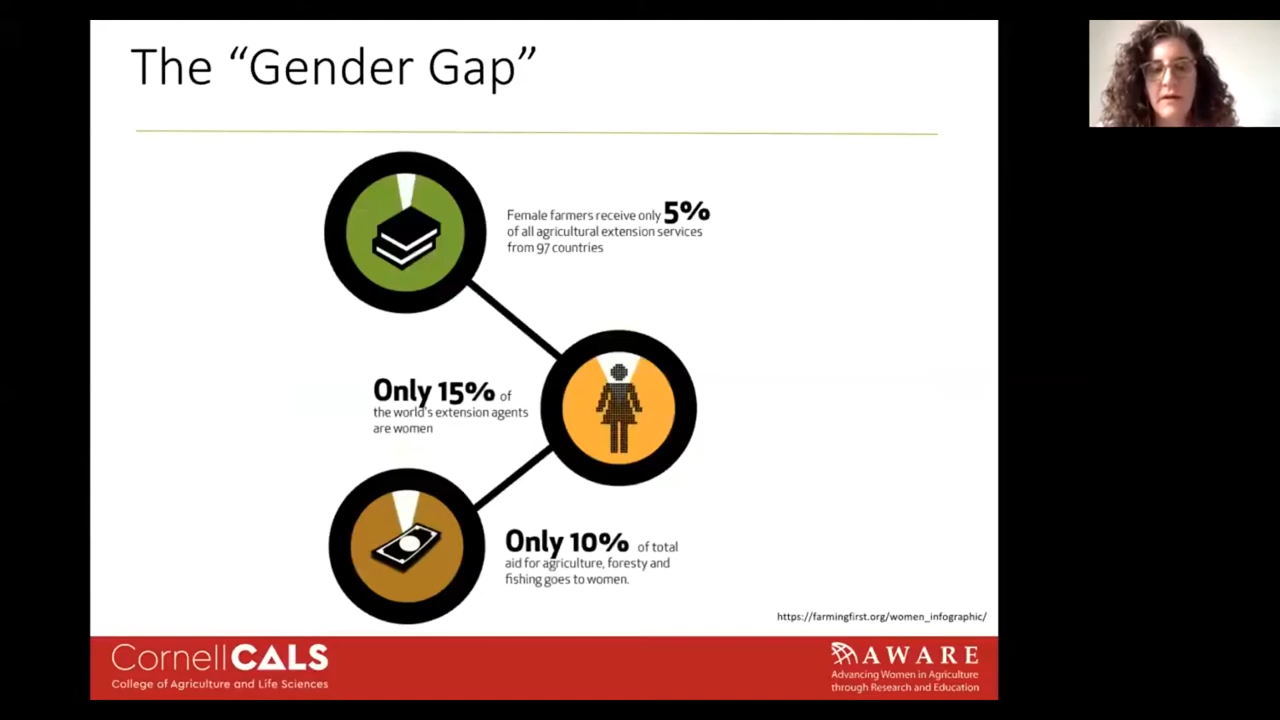 The “Gender Gap”
Female farmers receive only 5%
of all agricultural extension services
from 97 countries
Only 15% of
the world's extension agents
are women
Only 10% of total
aid for agriculture, foresty and
fishing goes to women.
https://farmingfirst.org/women_infographic/
CornellCALS
College of Agriculture and Life Sciences
AWARE
Advancing Women in Agriculture
through Research and Education